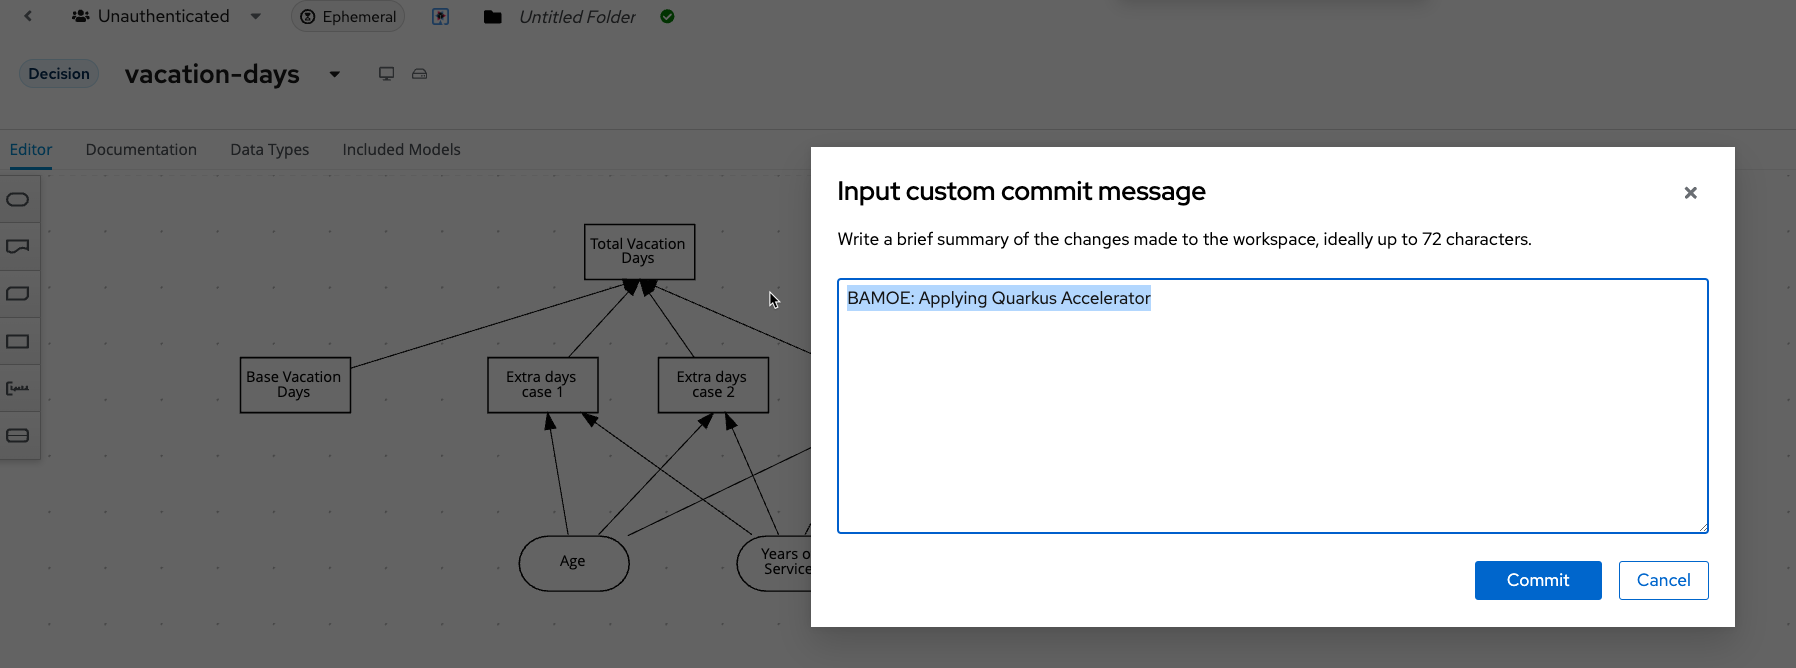 Unauthenticated
Ephemeral
Untitled Folder
Decision
vacation-days
Editor
Documentation
Data Types
Included Models
Total Vacation
Days
Base Vacation
Days
Extra days
case 1
Extra days
case 2
Age
Years o
Service
Input custom commit message
Write a brief summary of the changes made to the workspace, ideally up to 72 characters.
BAMOE: Applying Quarkus Accelerator
Commit
Cancel